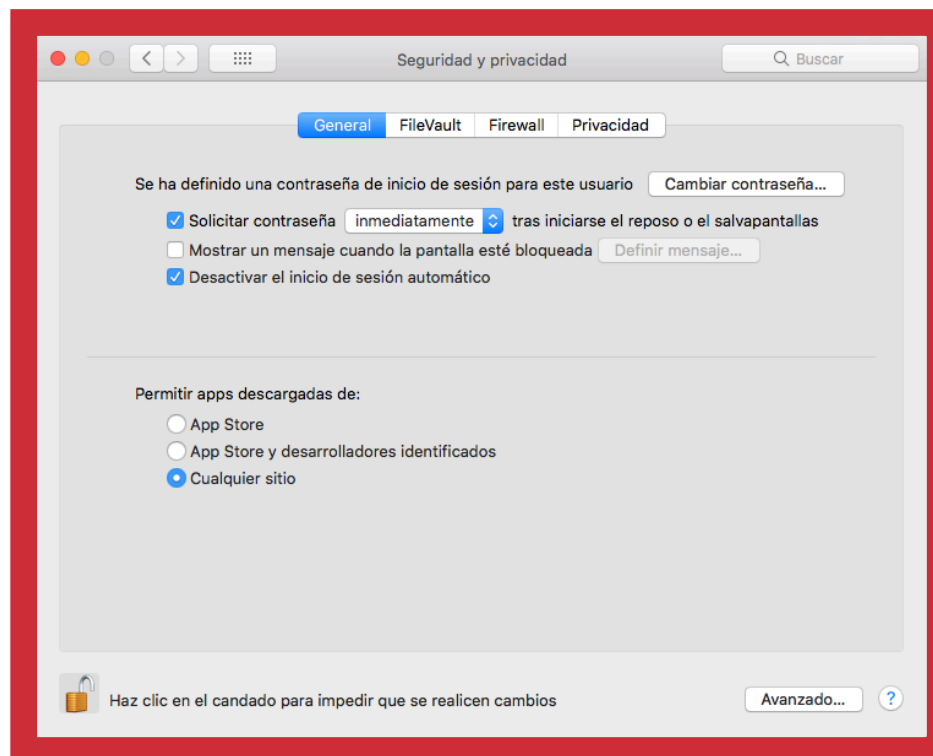 Seguridad y privacidad
Buscar
General FileVault Firewall Privacidad
Se ha definido una contraseña de inicio de sesión para este usuario Cambiar contraseña...
Solicitar contraseña inmediatamente tras iniciarse el reposo o el salvapantallas
Mostrar un mensaje cuando la pantalla esté bloqueada Definir mensaje...
Desactivar el inicio de sesión automático
Permitir apps descargadas de:
App Store
App Store y desarrolladores identificados
Cualquier sitio
Haz clic en el candado para impedir que se realicen cambios
Avanzado... ?